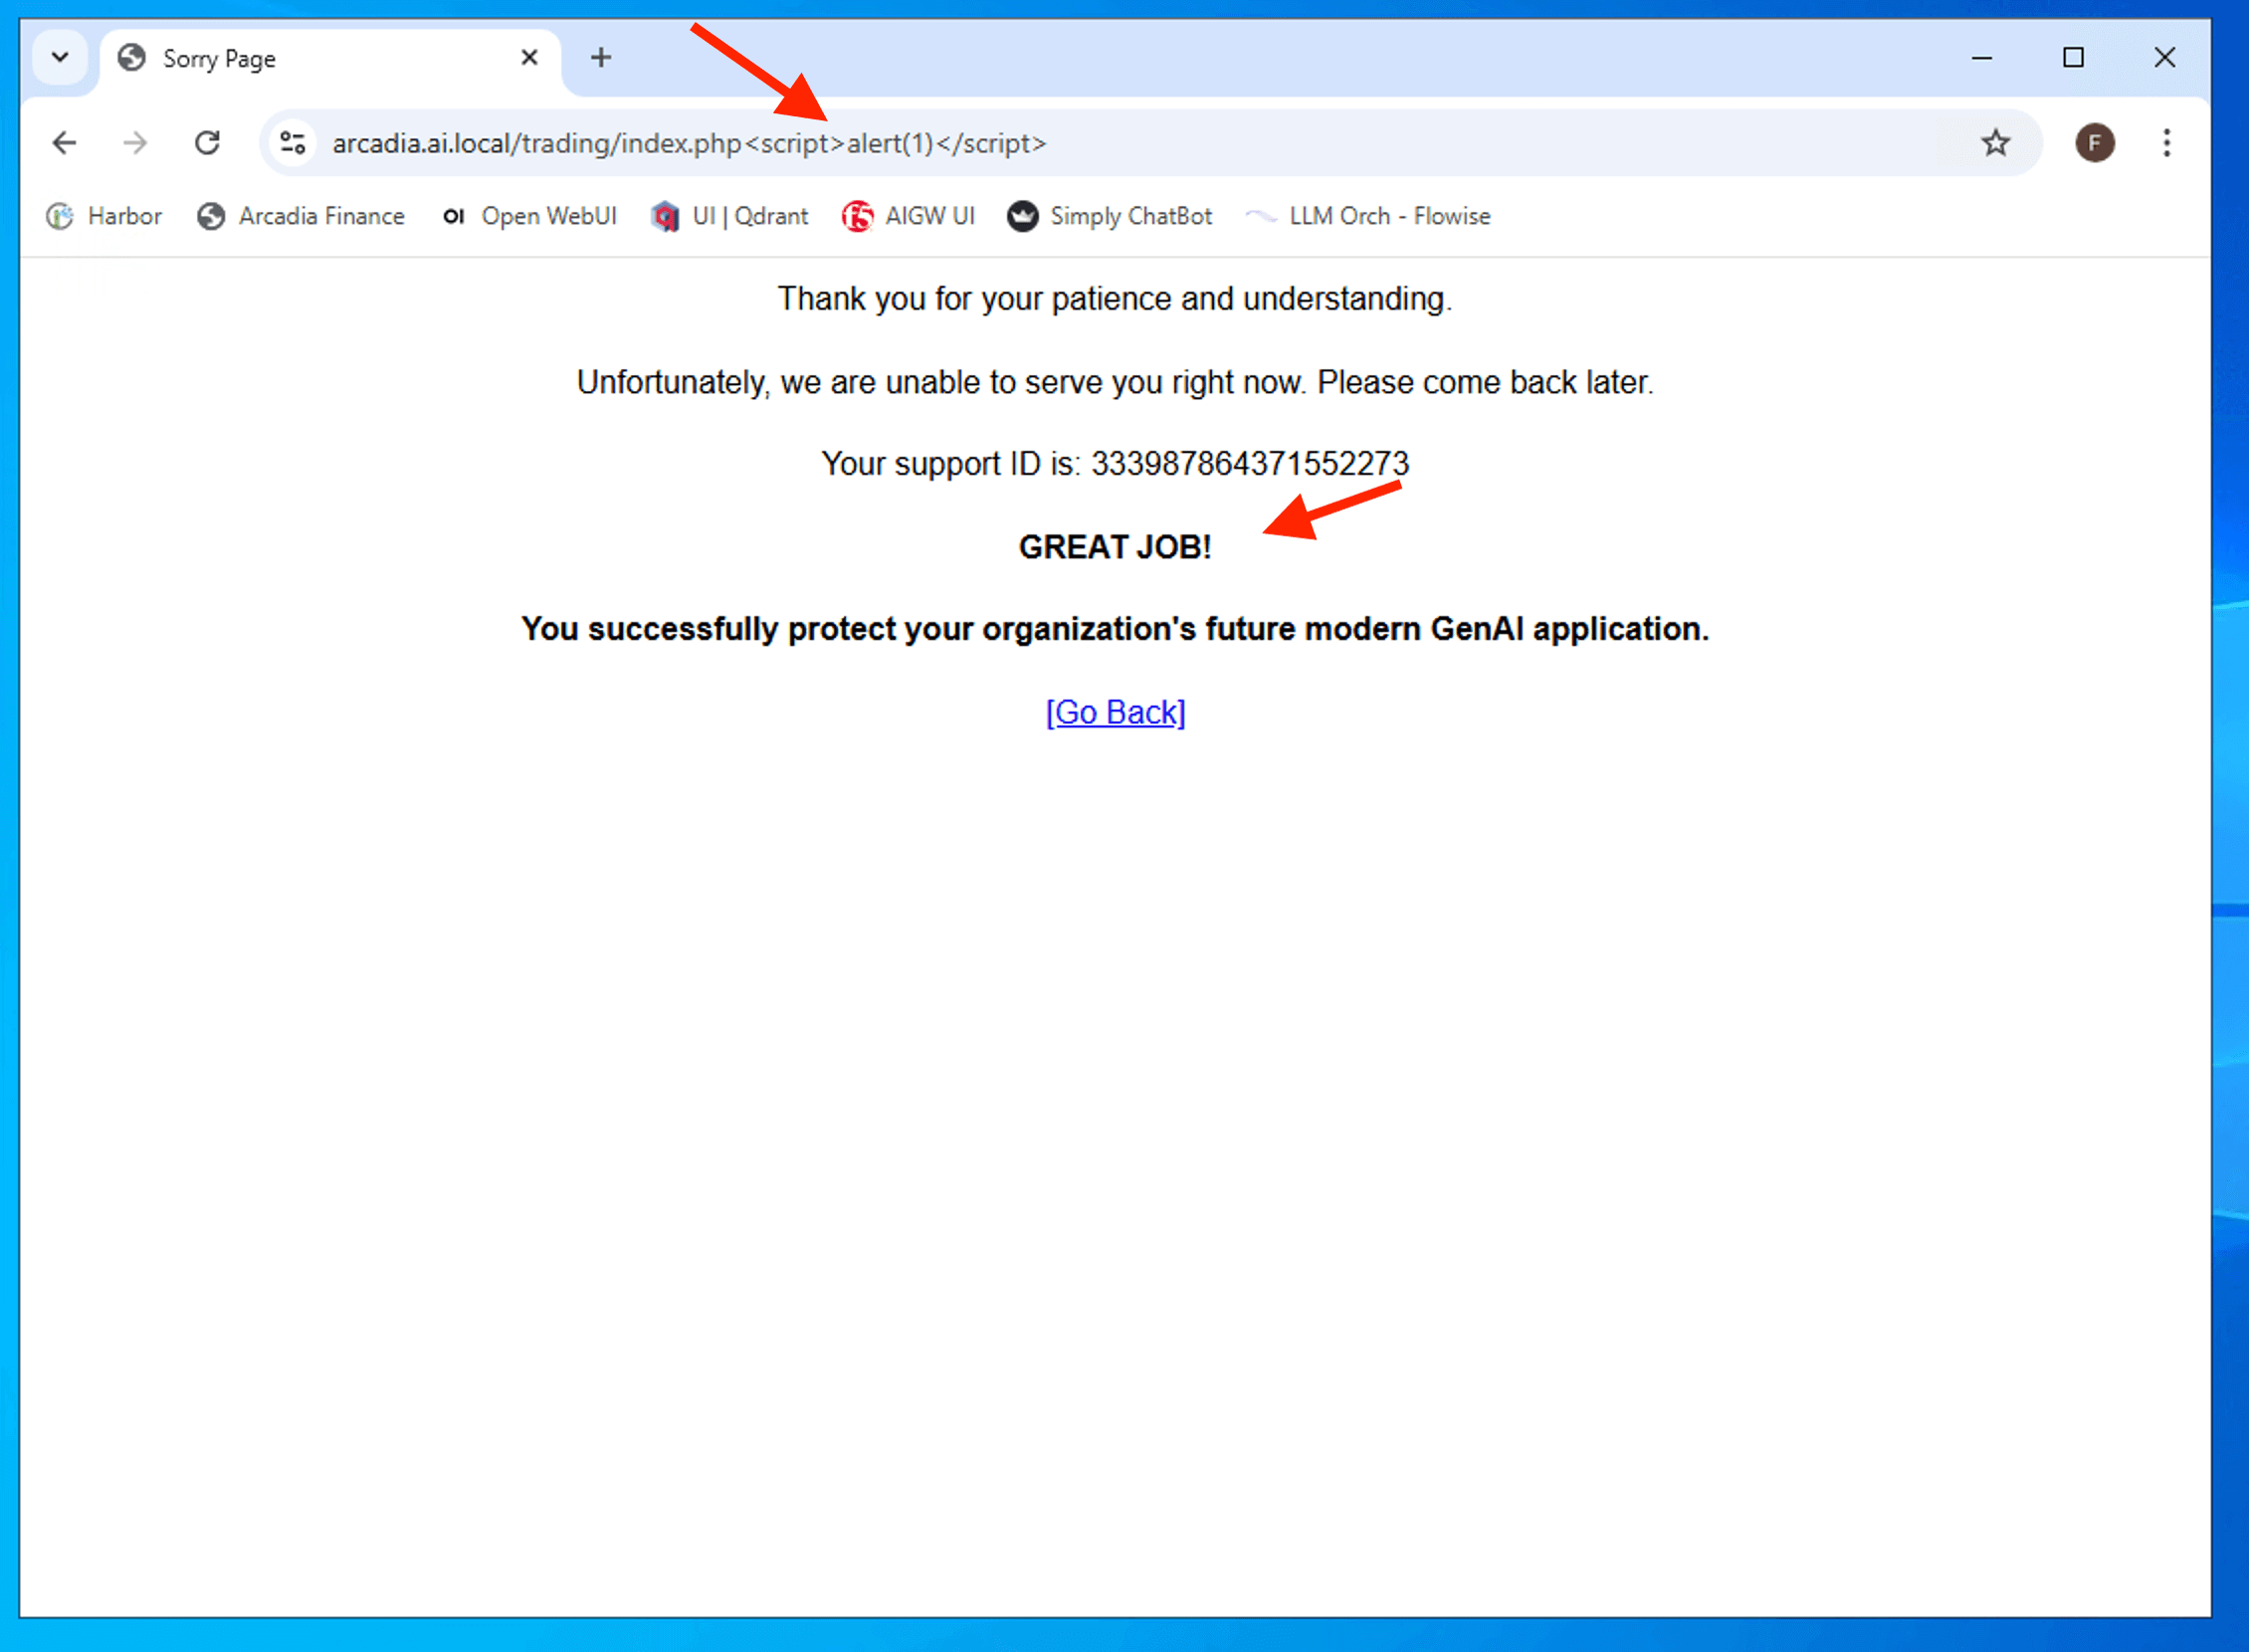 Sorry Page
arcadia.ai.local/trading/index.php<script>alert(1)</script>
F
Harbor
Arcadia Finance
OI Open WebUI
UI | Qdrant
f5 AIGW UI
Simply ChatBot
LLM Orch - Flowise
Thank you for your patience and understanding.
Unfortunately, we are unable to serve you right now. Please come back later.
Your support ID is: 333987864371552273
GREAT JOB!
You successfully protect your organization's future modern GenAI application.
[Go Back]